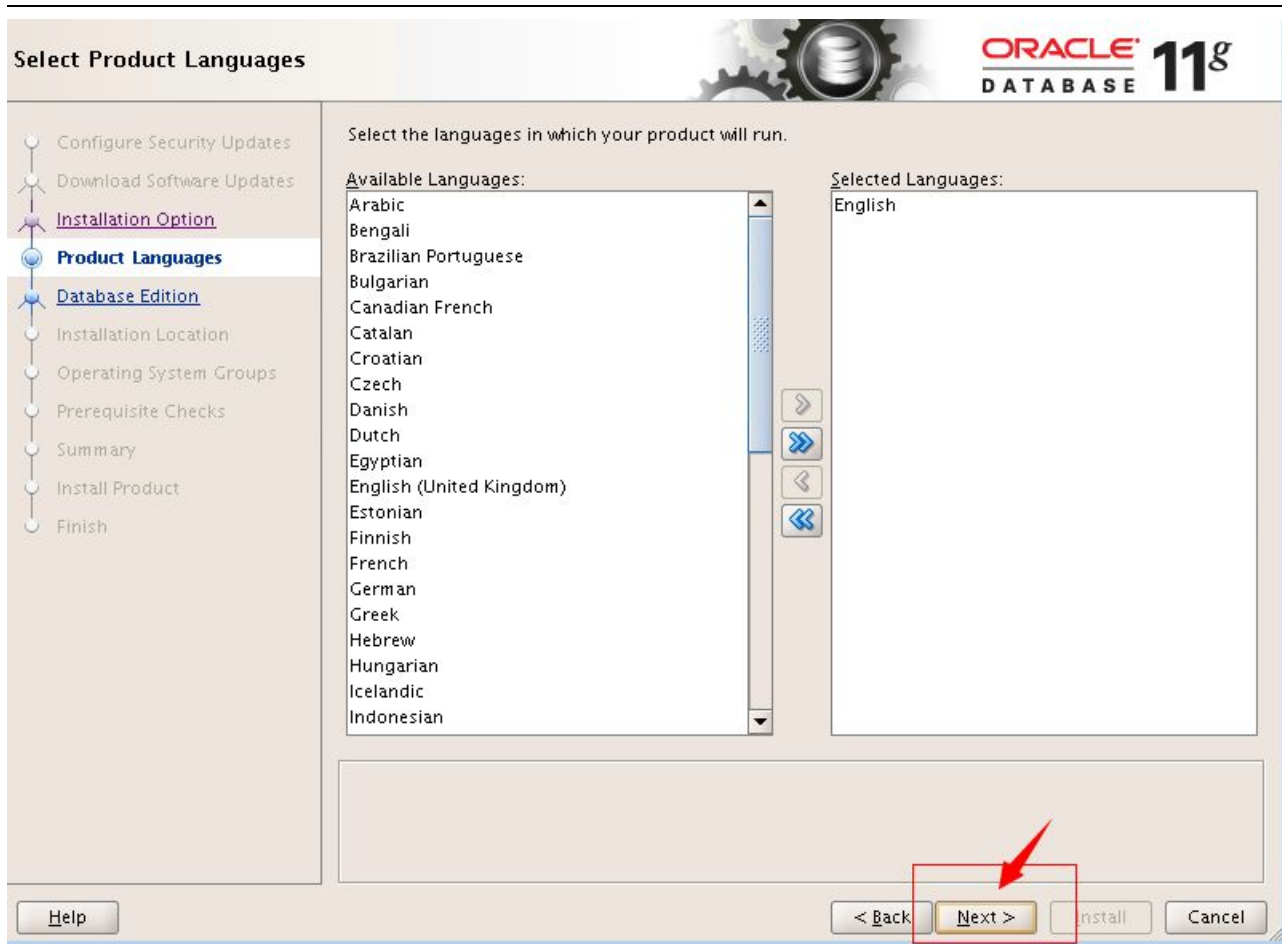 Select Product Languages
ORACLE 11g
DATABASE
Configure Security Updates
Download Software Updates
Installation Option
Product Languages
Database Edition
Installation Location
Operating System Groups
Prerequisite Checks
Summary
Install Product
Finish
Select the languages in which your product will run.
Available Languages:
Arabic
Bengali
Brazilian Portuguese
Bulgarian
Canadian French
Catalan
Croatian
Czech
Danish
Dutch
Egyptian
English (United Kingdom)
Estonian
Finnish
French
German
Greek
Hebrew
Hungarian
Icelandic
Indonesian
Selected Languages:
English
Help
< Back
Next >
Install
Cancel